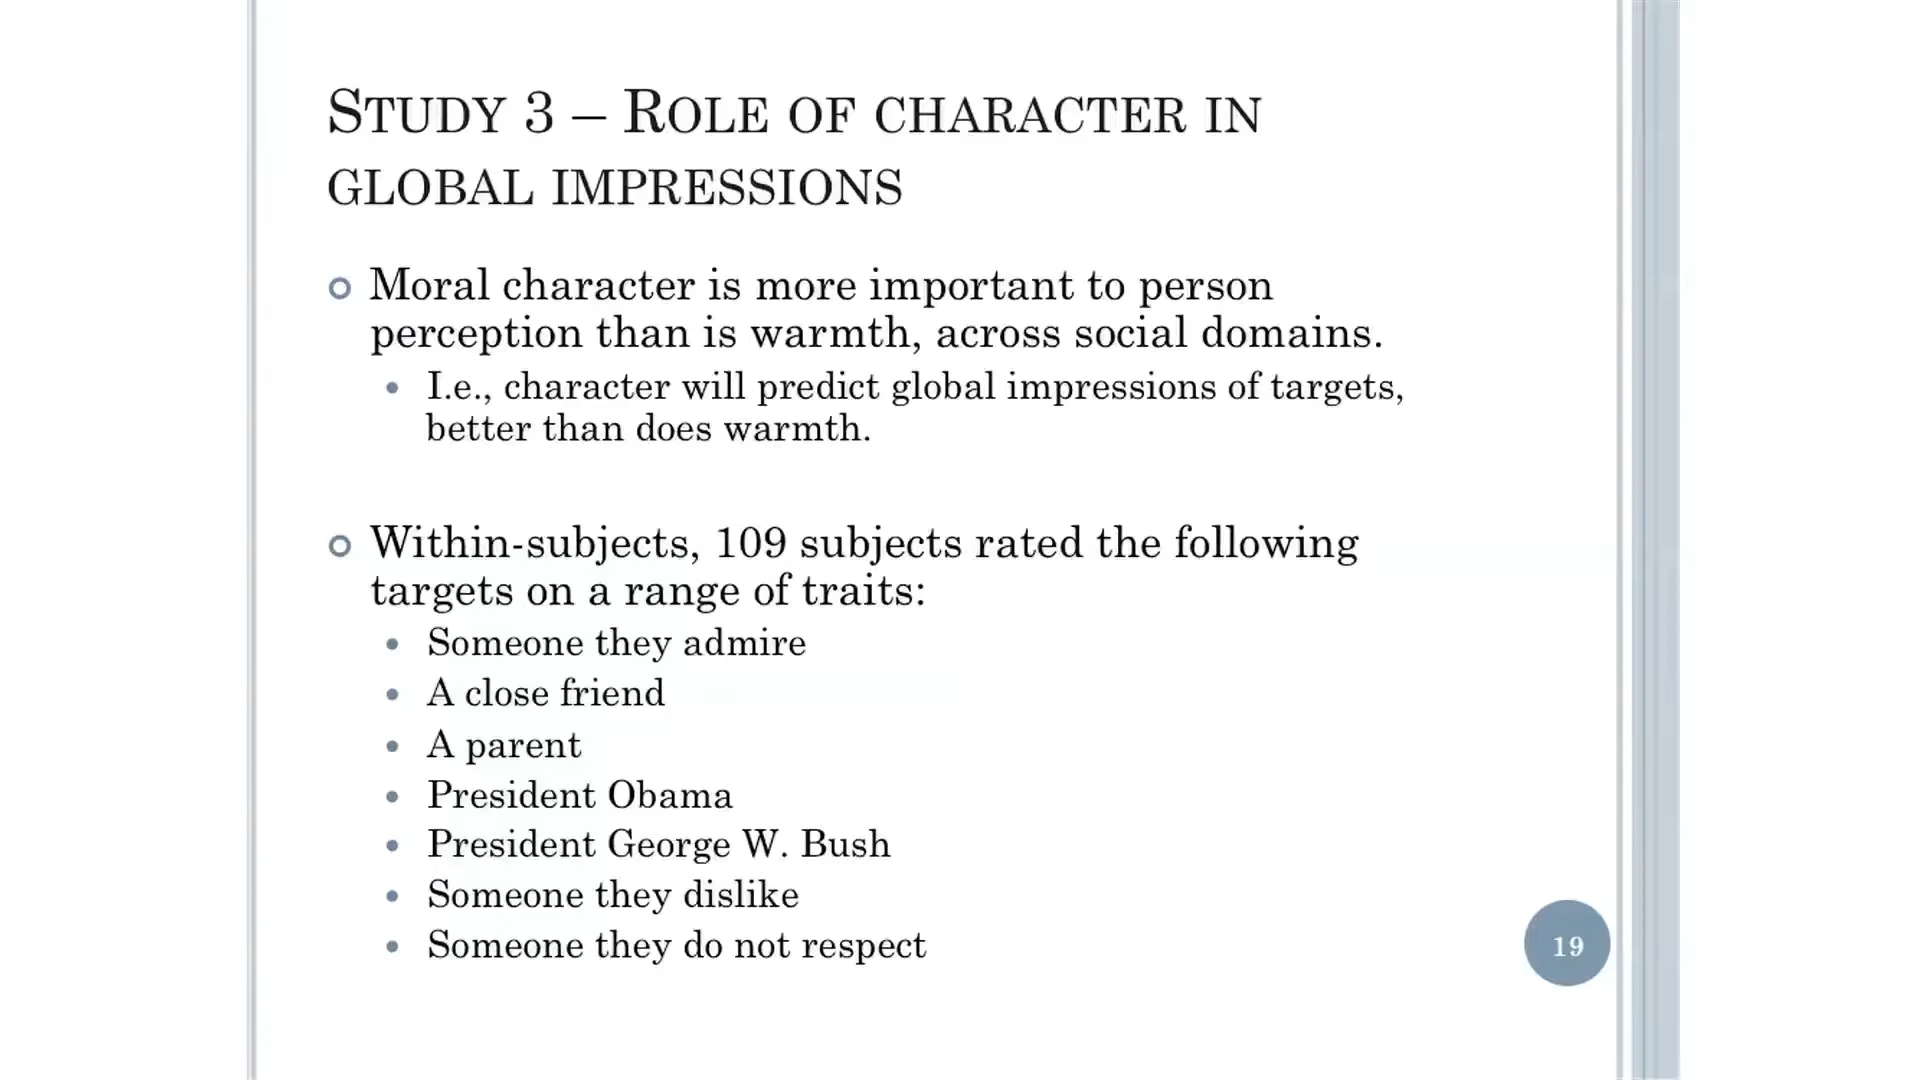 STUDY 3 – ROLE OF CHARACTER IN
GLOBAL IMPRESSIONS
Moral character is more important to person
perception than is warmth, across social domains.
I.e., character will predict global impressions of targets,
better than does warmth.
Within-subjects, 109 subjects rated the following
targets on a range of traits:
Someone they admire
A close friend
A parent
President Obama
President George W. Bush
Someone they dislike
Someone they do not respect
19